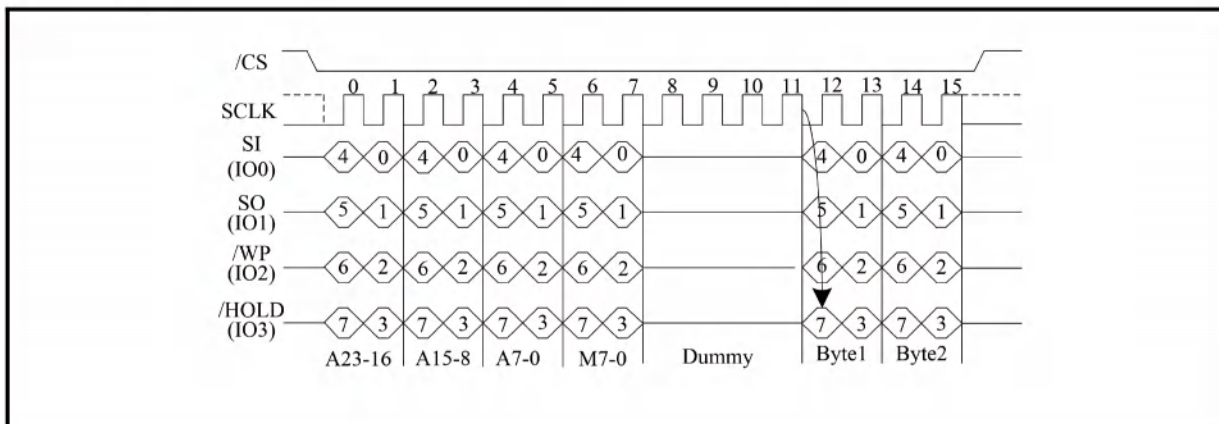 /CS
0 1 2 3 4 5 6 7 8 9 10 11 12 13 14 15
SCLK
SI
(IO0)
4 0 4 0 4 0 4 0 4 0 4 0
SO
(IO1)
5 1 5 1 5 1 5 1 5 1 5 1
/WP
(IO2)
6 2 6 2 6 2 6 2 6 2 6 2
/HOLD
(IO3)
7 3 7 3 7 3 7 3 7 3 7 3
A23-16 A15-8 A7-0 M7-0 Dummy Byte1 Byte2